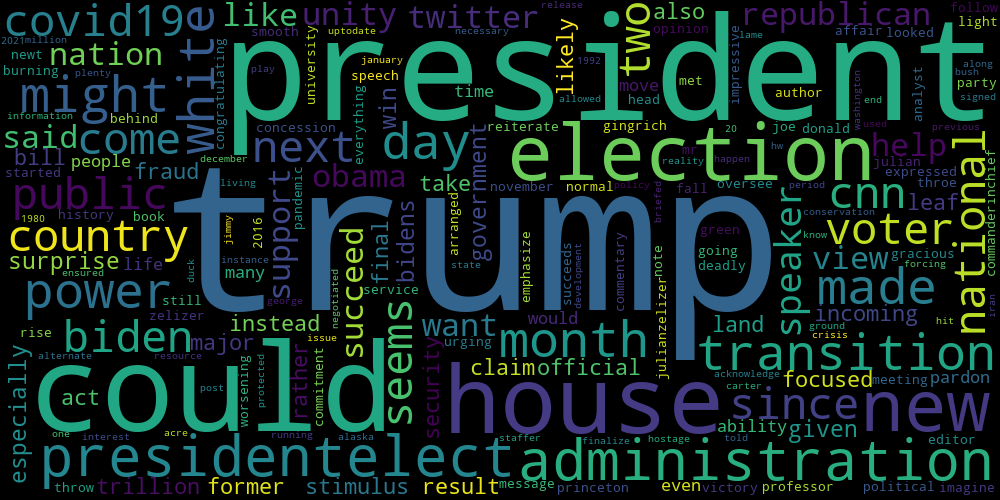 covid19 white like unity twitter likely two also republican follow
release smooth uptodate necessary opinion affair looked light
2021 million newt nation president
burning plenty university play january speech 1992 move met impressive lame along bush party
might congratulating win time allowed head author analyst washington end signed
information behind everything reiterate gingrich 20 joe donald used previous
said come next concession day election mr reality happen hw help
bill people started december pandemic government november normal policy briefed fall oversee period julian expressed throe commanderinchief
fraud living obama take cnn leaf national
public trump support
1980 history book jimmy 2016 bidens arranged speaker conservation voter
country succeed final emphasize succeeds development commentary note green going deadly know view gracious forcing
surprise life instance many state
ensured duck still service made iran
power zelizer george negotiated would land incoming hit
rise biden instead seems want month urging julianzelizer ground crisis
major issue transition
alternate resource could rather commitment security claim official acknowledge focused meeting pardon
especially act worsening protected post house carter since new
ability given editor
one interest acre alaska running staffer finalize hostage told
presidentelect administration
throw trillion former stimulus result message princeton even victory professor political imagine